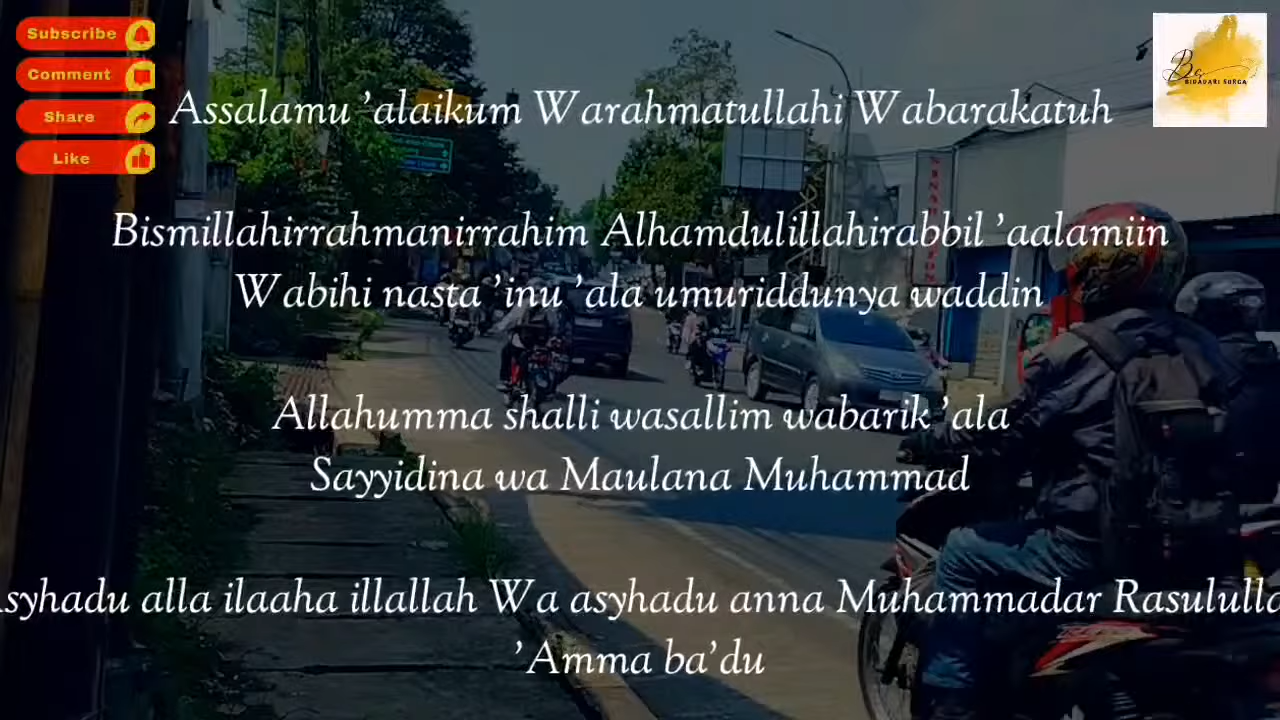 Subscribe
Comment
Share
Like
BIDADARI SORGA
Assalamu 'alaikum Warahmatullahi Wabarakatuh
Bismillahirrahmanirrahim Alhamdulillahirabbil 'aalamiin
Wabihi nasta'inu 'ala umuriddunya waddin
Allahumma shalli wasallim wabarik 'ala
Sayyidina wa Maulana Muhammad
syhadu alla ilaaha illallah Wa asyhadu anna Muhammadar Rasululla
'Amma ba'du